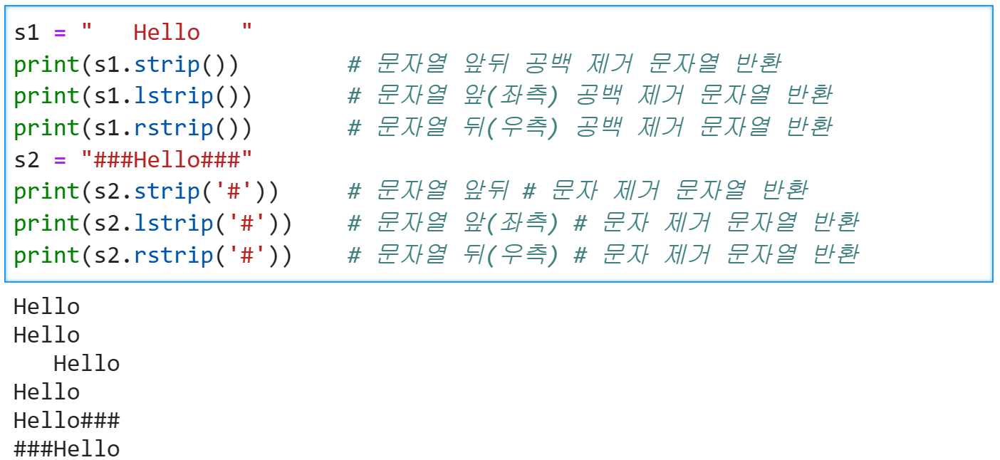 s1 = "   Hello   "
print(s1.strip())        # 문자열 앞뒤 공백 제거 문자열 반환
print(s1.lstrip())       # 문자열 앞(좌측) 공백 제거 문자열 반환
print(s1.rstrip())       # 문자열 뒤(우측) 공백 제거 문자열 반환
s2 = "###Hello###"
print(s2.strip('#'))     # 문자열 앞뒤 # 문자 제거 문자열 반환
print(s2.lstrip('#'))    # 문자열 앞(좌측) # 문자 제거 문자열 반환
print(s2.rstrip('#'))    # 문자열 뒤(우측) # 문자 제거 문자열 반환
Hello
Hello
   Hello
Hello
Hello###
###Hello